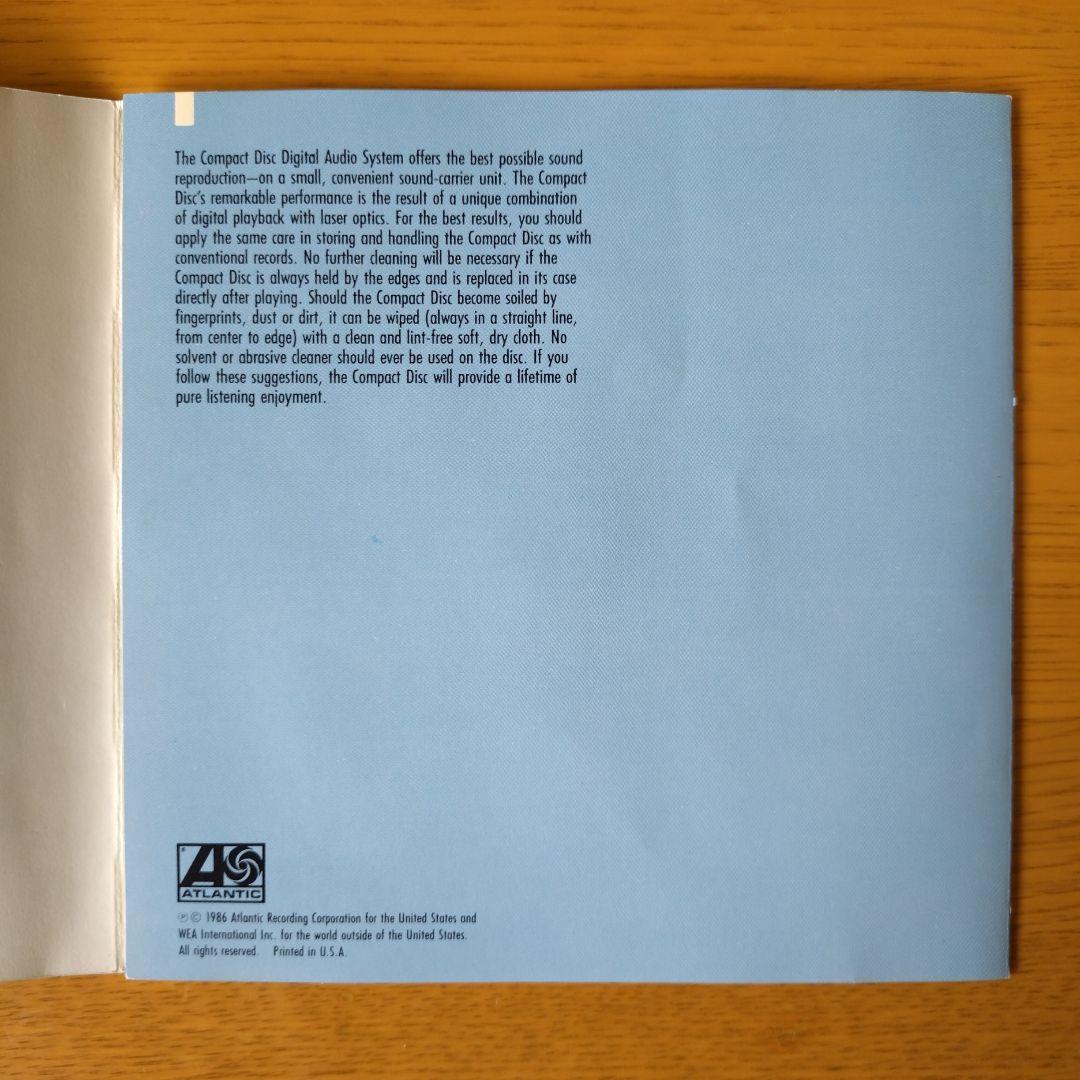 The Compact Disc Digital Audio System offers the best possible sound
reproduction—on a small, convenient sound-carrier unit. The Compact
Disc's remarkable performance is the result of a unique combination
of digital playback with laser optics. For the best results, you should
apply the same care in storing and handling the Compact Disc as with
conventional records. No further cleaning will be necessary if the
Compact Disc is always held by the edges and is replaced in its case
directly after playing. Should the Compact Disc become soiled by
fingerprints, dust or dirt, it can be wiped (always in a straight line,
from center to edge) with a clean and lint-free soft, dry cloth. No
solvent or abrasive cleaner should ever be used on the disc. If you
follow these suggestions, the Compact Disc will provide a lifetime of
pure listening enjoyment.
ATLANTIC
℗© 1986 Atlantic Recording Corporation for the United States and
WEA International Inc. for the world outside of the United States.
All rights reserved. Printed in U.S.A.